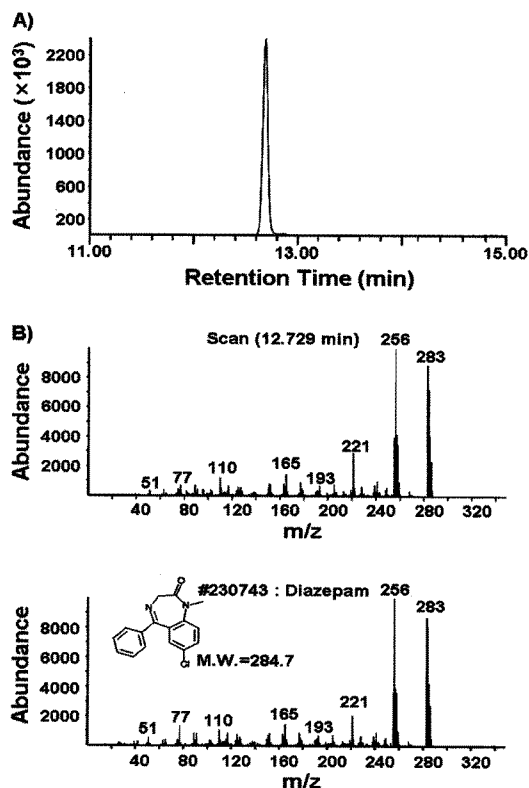 A)
Abundance (×10³)
2200
1800
1400
1000
600
200
11.00 13.00 15.00
Retention Time (min)
B)
Scan (12.729 min)
Abundance
8000
6000
4000
2000
51 77 110 165 193 221 256 283
40 80 120 160 200 240 280 320
m/z
#230743 : Diazepam
O
N
N
Cl
M.W.=284.7
Abundance
8000
6000
4000
2000
51 77 110 165 193 221 256 283
0 40 80 120 160 200 240 280 320
m/z